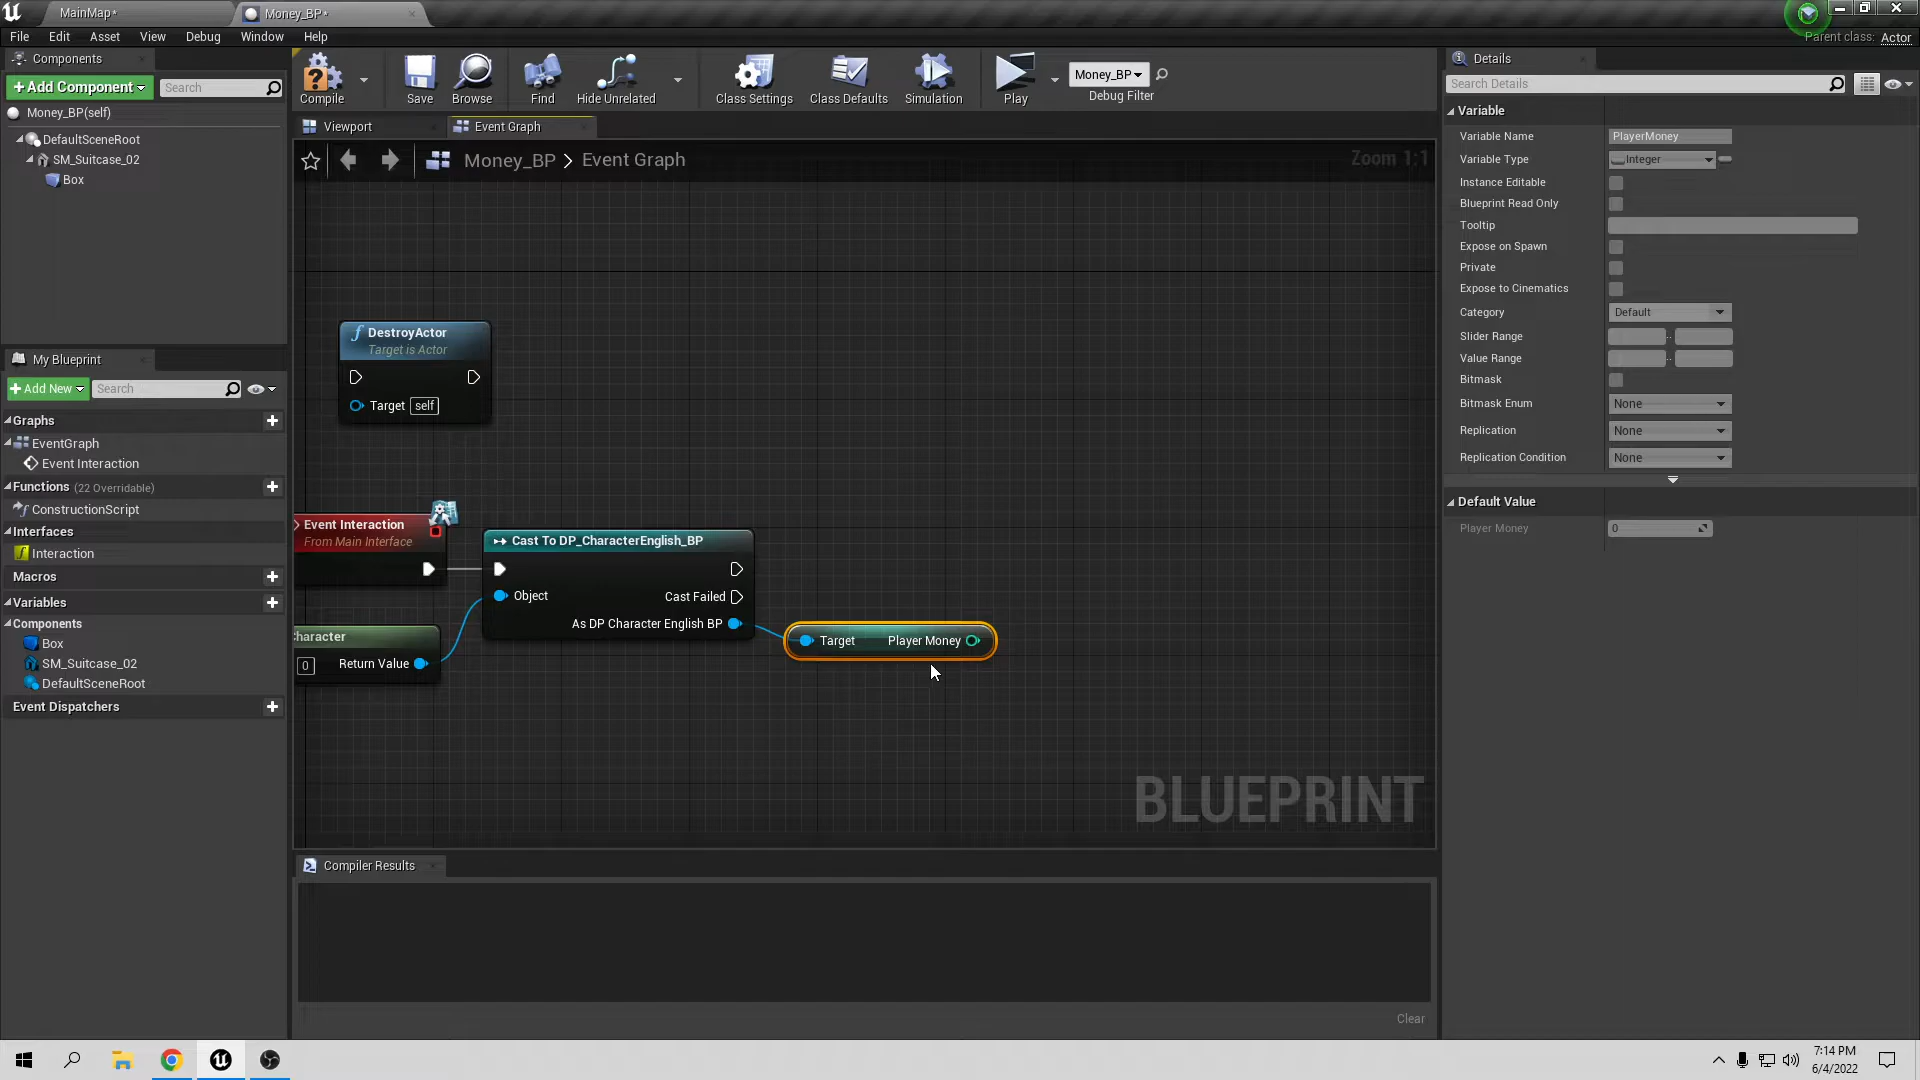 MainMap*
Money_BP*
File Edit Asset View Debug Window Help
Parent class: Actor
Components
Add Component
Search
Money_BP(self)
DefaultSceneRoot
SM_Suitcase_02
Box
Compile
Save
Browse
Find
Hide Unrelated
Class Settings
Class Defaults
Simulation
Play
Money_BP
Debug Filter
Viewport
Event Graph
Money_BP > Event Graph
Zoom 1:1
DestroyActor
Target is Actor
Target self
Event Interaction
From Main Interface
Cast To DP_CharacterEnglish_BP
Object
Cast Failed
As DP Character English BP
Character
0
Return Value
Target
Player Money
BLUEPRINT
Compiler Results
Clear
My Blueprint
Add New
Search
Graphs
EventGraph
Event Interaction
Functions (22 Overridable)
ConstructionScript
Interfaces
Interaction
Macros
Variables
Components
Box
SM_Suitcase_02
DefaultSceneRoot
Event Dispatchers
Details
Search Details
Variable
Variable Name PlayerMoney
Variable Type Integer
Instance Editable
Blueprint Read Only
Tooltip
Expose on Spawn
Private
Expose to Cinematics
Category Default
Slider Range
Value Range
Bitmask
Bitmask Enum None
Replication None
Replication Condition None
Default Value
Player Money 0
7:14 PM
6/4/2022